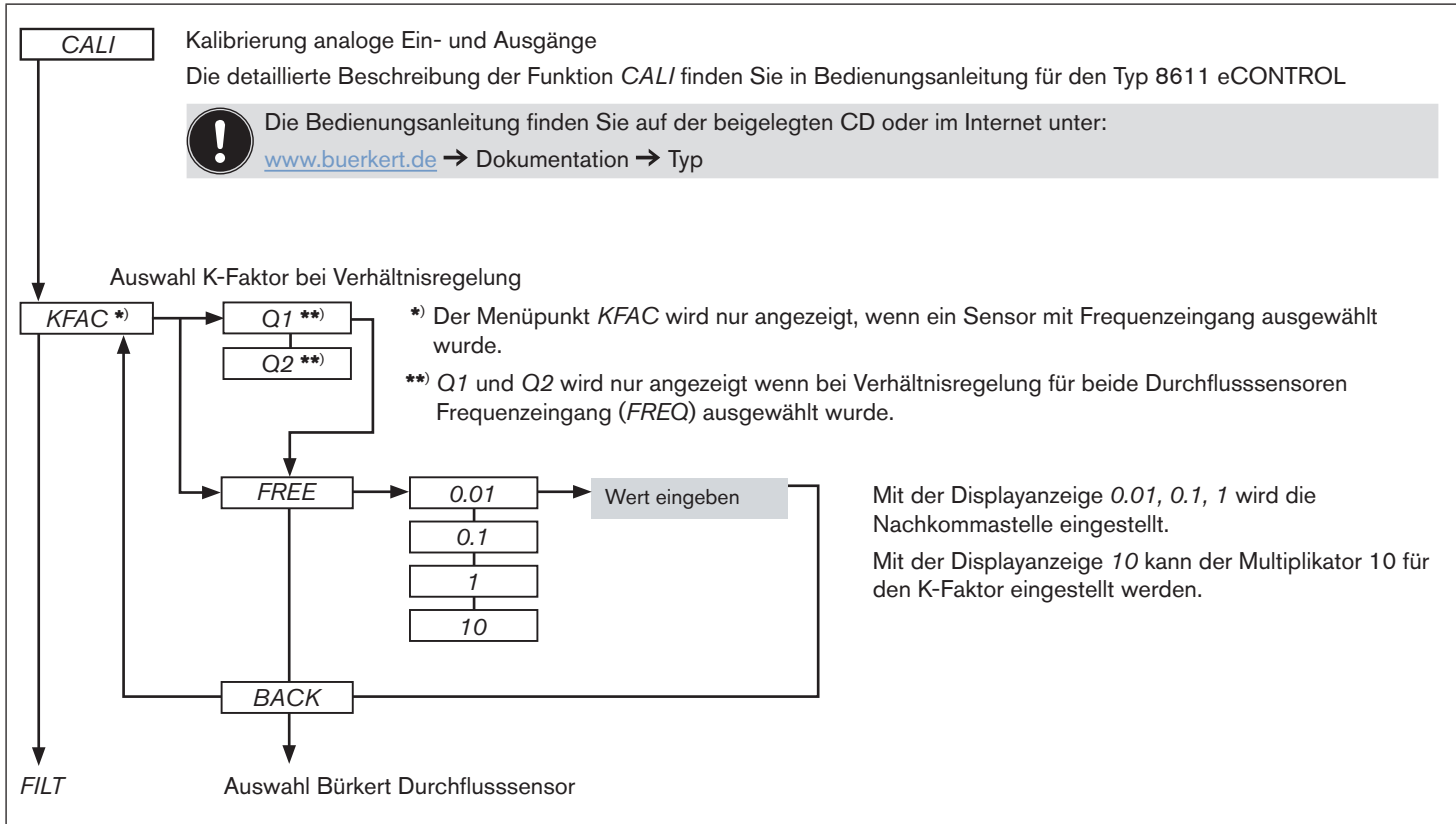 CALI
Kalibrierung analoge Ein- und Ausgänge
Die detaillierte Beschreibung der Funktion CALI finden Sie in Bedienungsanleitung für den Typ 8611 eCONTROL
!
Die Bedienungsanleitung finden Sie auf der beigelegten CD oder im Internet unter:
www.buerkert.de → Dokumentation → Typ
Auswahl K-Faktor bei Verhältnisregelung
KFAC *)
Q1 **)
Q2 **)
*) Der Menüpunkt KFAC wird nur angezeigt, wenn ein Sensor mit Frequenzeingang ausgewählt
wurde.
**) Q1 und Q2 wird nur angezeigt wenn bei Verhältnisregelung für beide Durchflusssensoren
Frequenzeingang (FREQ) ausgewählt wurde.
FREE
0.01
Wert eingeben
0.1
1
10
Mit der Displayanzeige 0.01, 0.1, 1 wird die
Nachkommastelle eingestellt.
Mit der Displayanzeige 10 kann der Multiplikator 10 für
den K-Faktor eingestellt werden.
BACK
FILT
Auswahl Bürkert Durchflusssensor